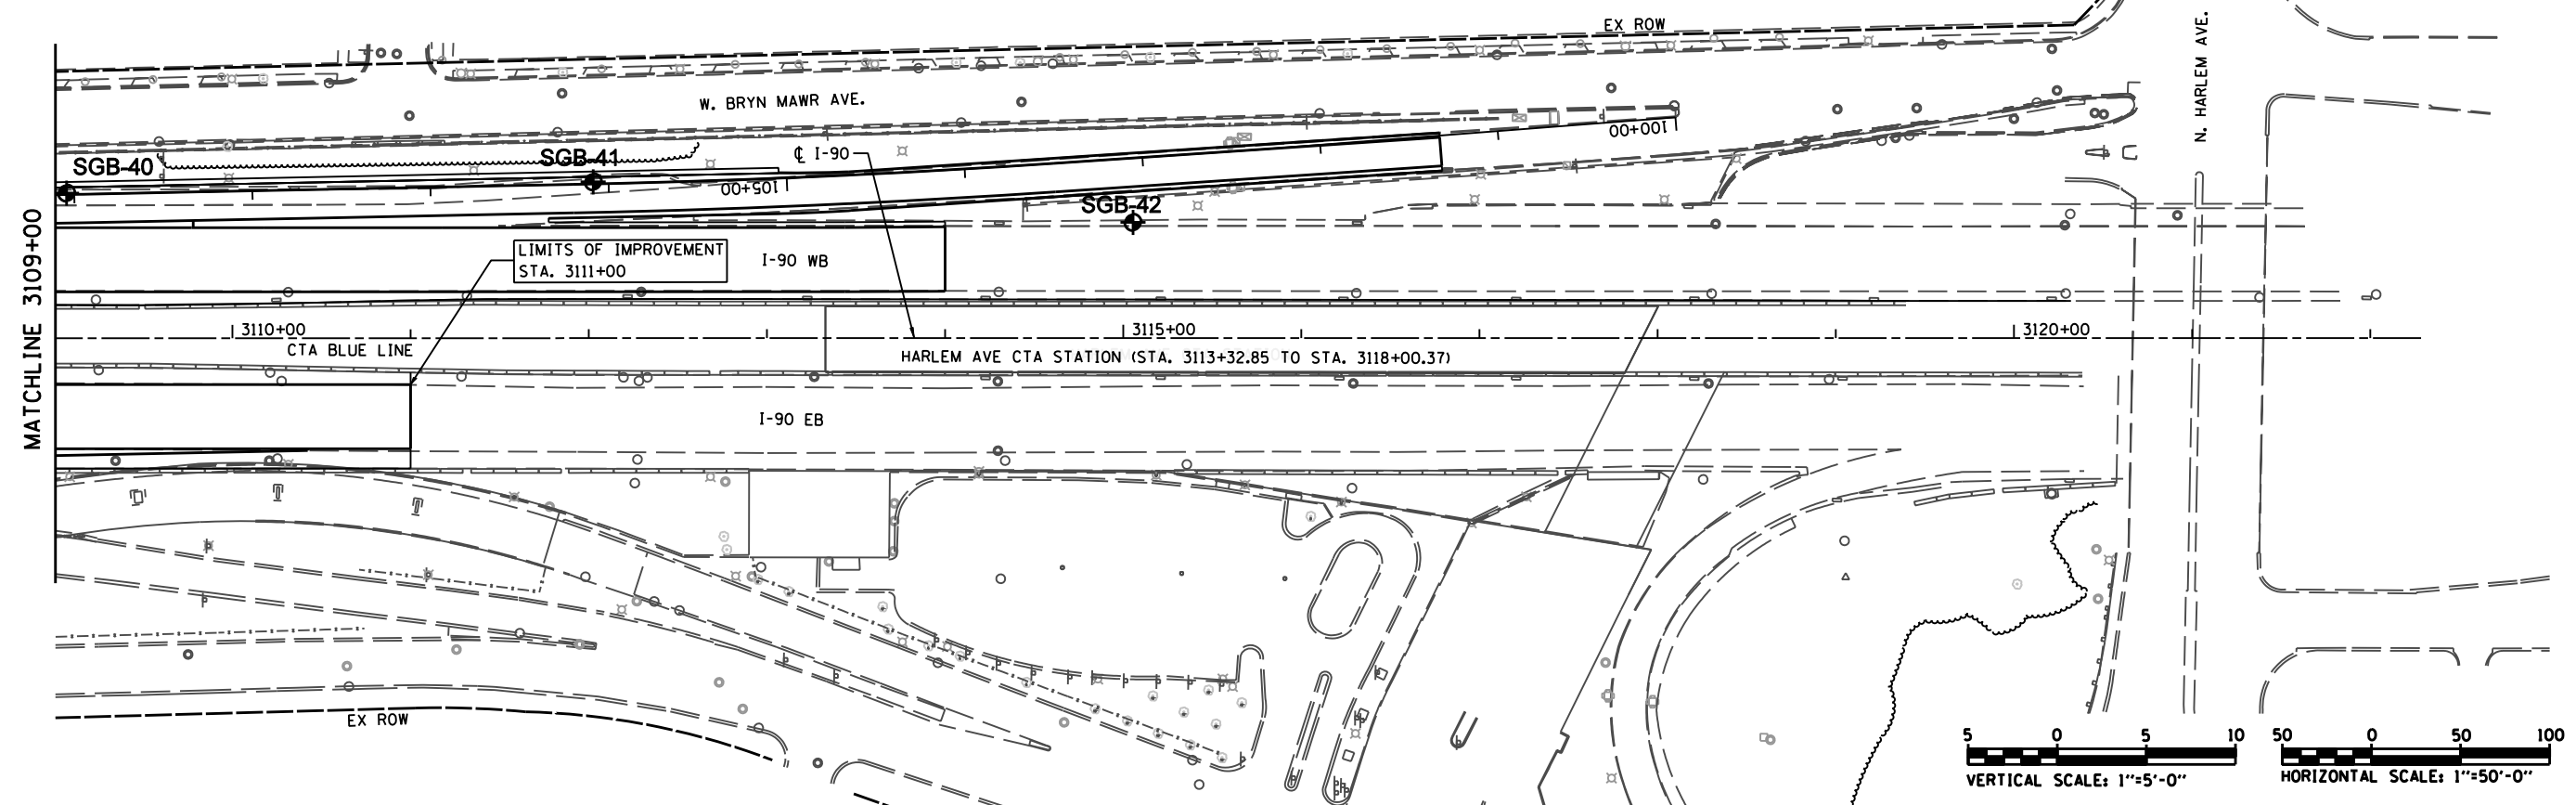 EX ROW
N. HARLEM AVE.
W. BRYN MAWR AVE.
100+00
℄ I-90
SGB-40
SGB-41
105+00
SGB-42
MATCHLINE 3109+00
LIMITS OF IMPROVEMENT
STA. 3111+00
I-90 WB
3110+00
3115+00
3120+00
CTA BLUE LINE
HARLEM AVE CTA STATION (STA. 3113+32.85 TO STA. 3118+00.37)
I-90 EB
EX ROW
5 0 5 10
VERTICAL SCALE: 1"=5'-0"
50 0 50 100
HORIZONTAL SCALE: 1"=50'-0"